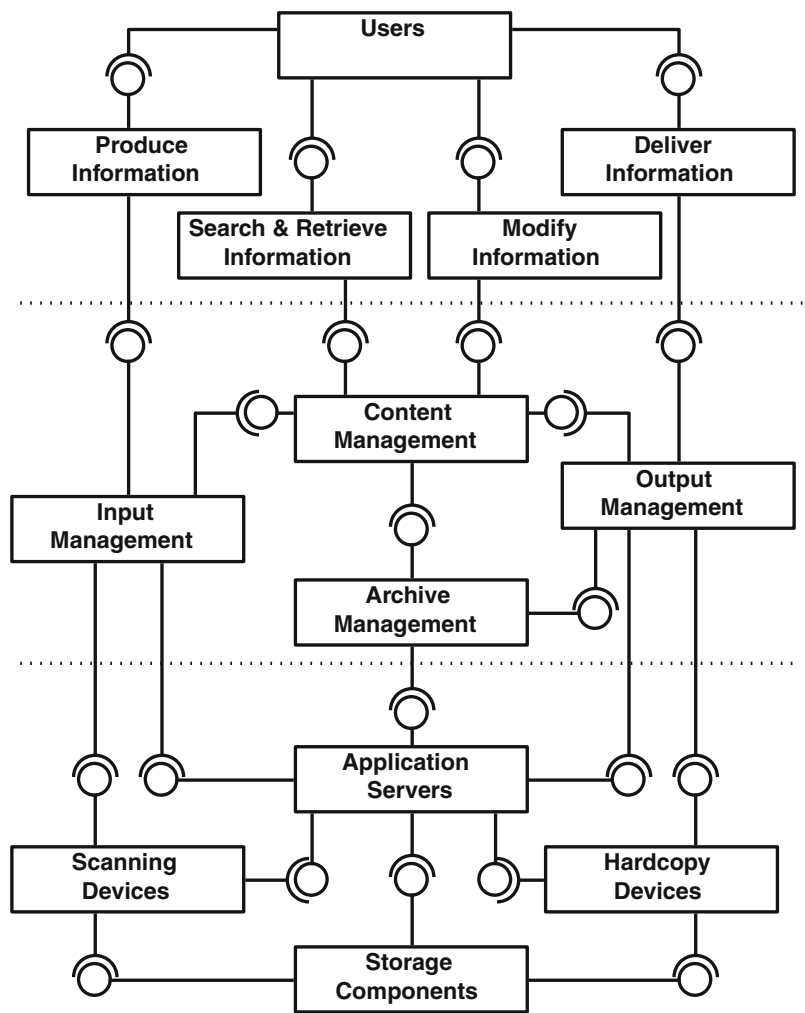 Users
Produce
Information
Deliver
Information
Search & Retrieve
Information
Modify
Information
Content
Management
Output
Management
Input
Management
Archive
Management
Application
Servers
Scanning
Devices
Hardcopy
Devices
Storage
Components